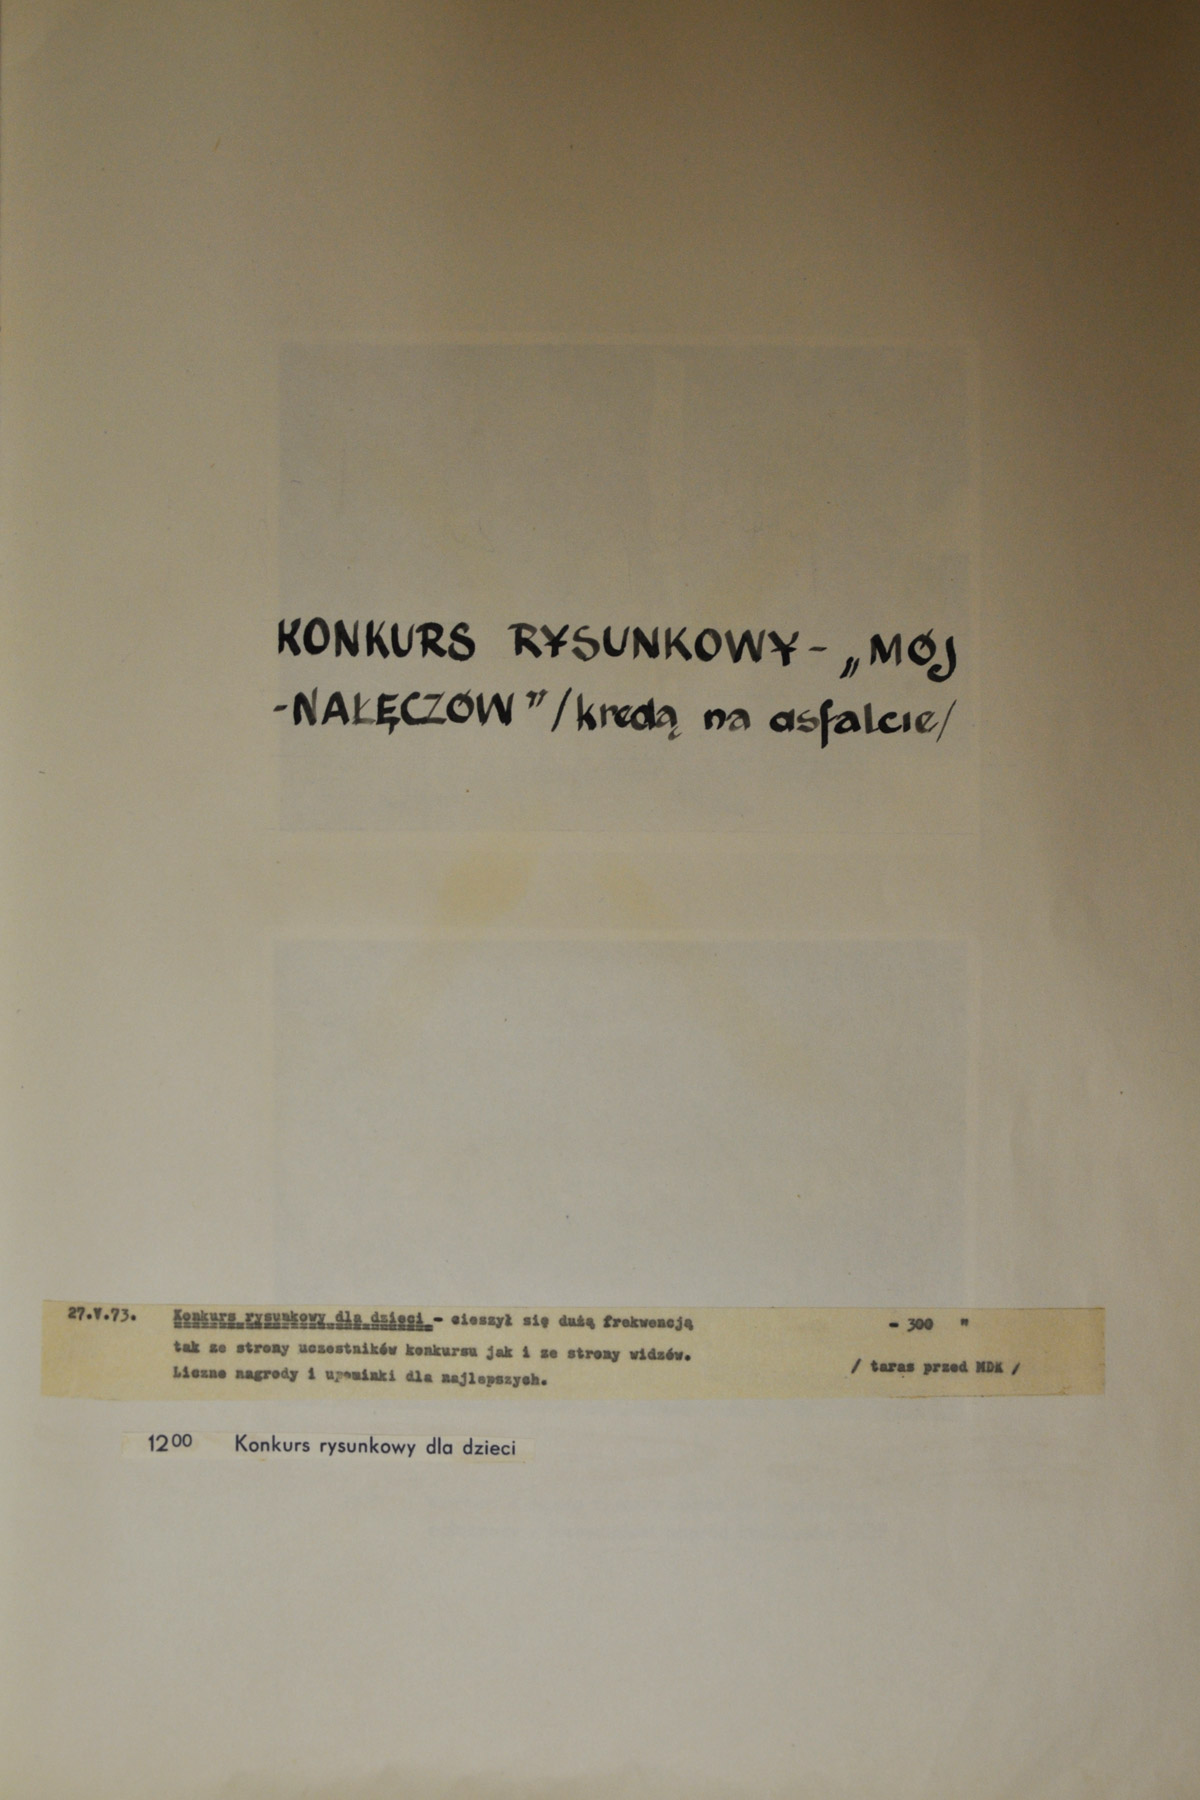 KONKURS RYSUNKOWY - „MÓJ
-NAŁĘCZÓW" /kredą na asfalcie/
27.V.73. Konkurs rysunkowy dla dzieci - cieszył się dużą frekwencją - 300 "
tak ze strony uczestników konkursu jak i ze strony widzów.
/ taras przed MDK /
Liczne nagrody i upominki dla najlepszych.
12⁰⁰ Konkurs rysunkowy dla dzieci